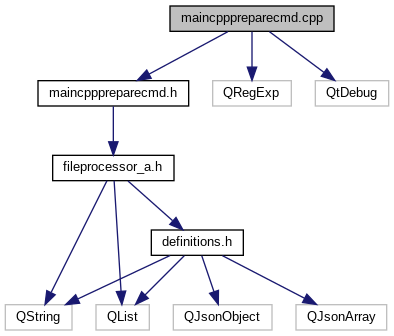 maincpppreparecmd.cpp
maincpppreparecmd.h
QRegExp
QtDebug
fileprocessor_a.h
definitions.h
QString
QList
QJsonObject
QJsonArray